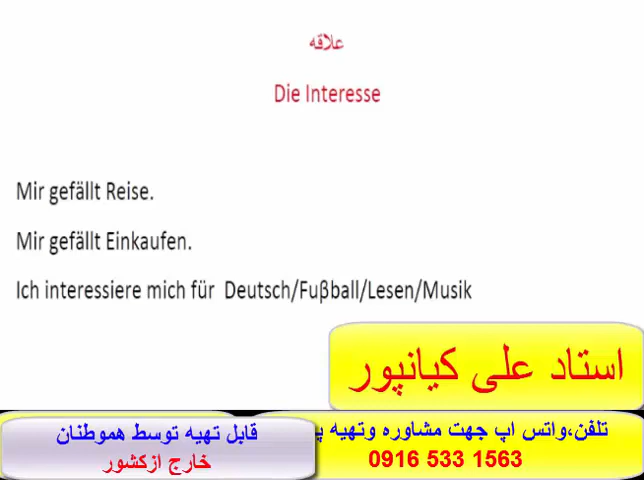 علاقه
Die Interesse
Mir gefällt Reise.
Mir gefällt Einkaufen.
Ich interessiere mich für Deutsch/Fußball/Lesen/Musik
استاد علی کیانپور
تلفن،واتس اپ جهت مشاوره وتهیه
0916 533 1563
قابل تهیه توسط هموطنان
خارج ازکشور